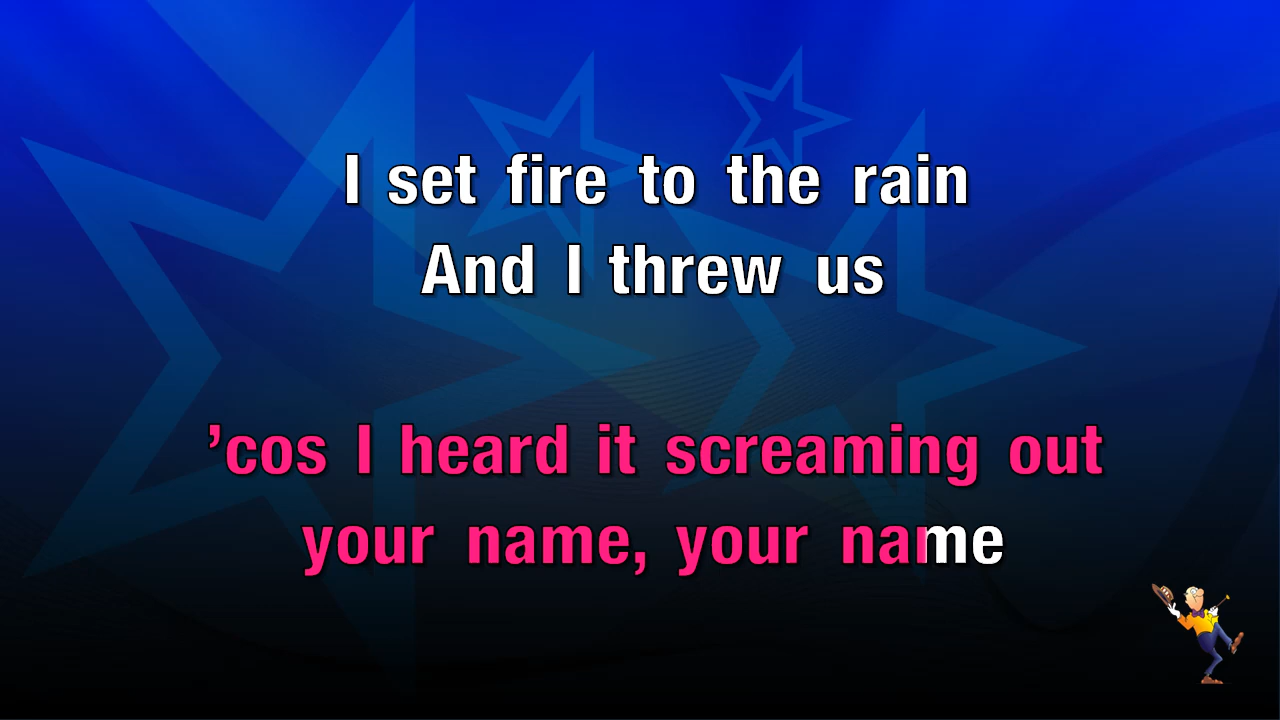 I set fire to the rain
And I threw us
’cos I heard it screaming out
your name, your name